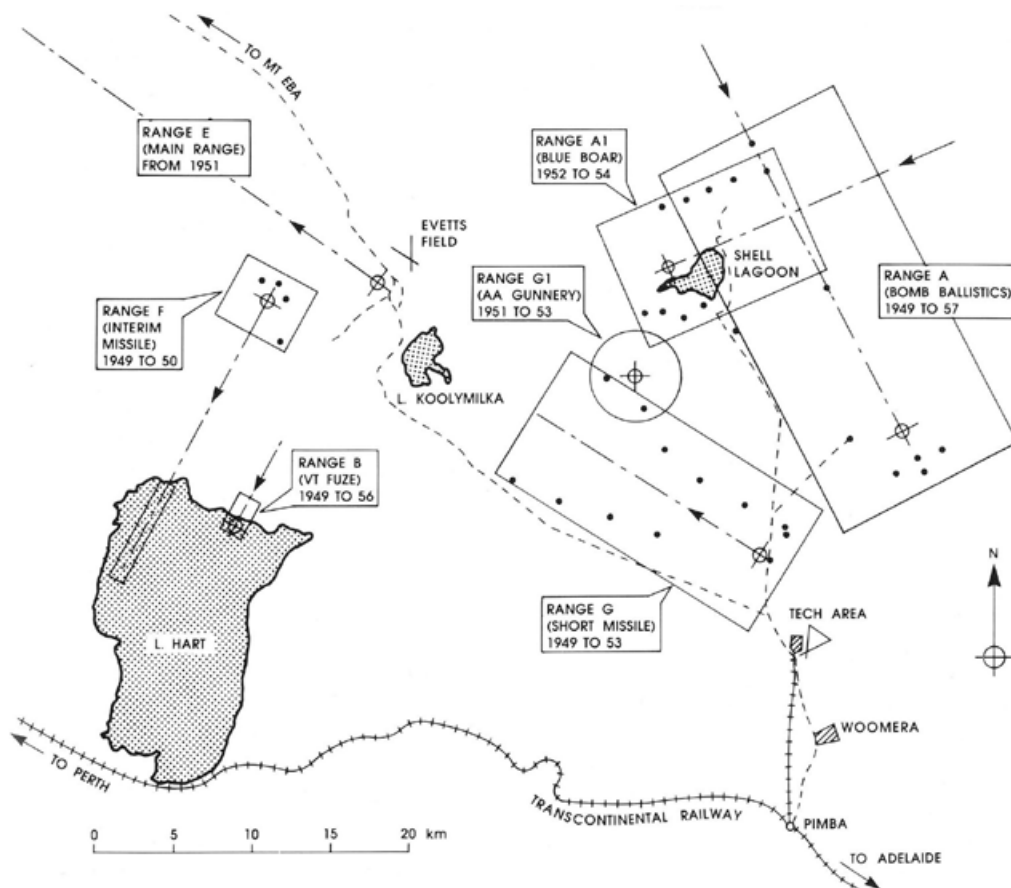 TO MT EBA
RANGE E
(MAIN RANGE)
FROM 1951
RANGE A1
(BLUE BOAR)
1952 TO 54
EVETTS
FIELD
SHELL
LAGOON
RANGE G1
(AA GUNNERY)
1951 TO 53
RANGE A
(BOMB BALLISTICS)
1949 TO 57
RANGE F
(INTERIM
MISSILE)
1949 TO 50
L. KOOLYMILKA
RANGE B
(VT FUZE)
1949 TO 56
N
RANGE G
(SHORT MISSILE)
1949 TO 53
TECH AREA
L. HART
WOOMERA
TO PERTH
TRANSCONTINENTAL RAILWAY
PIMBA
0 5 10 15 20 km
TO ADELAIDE